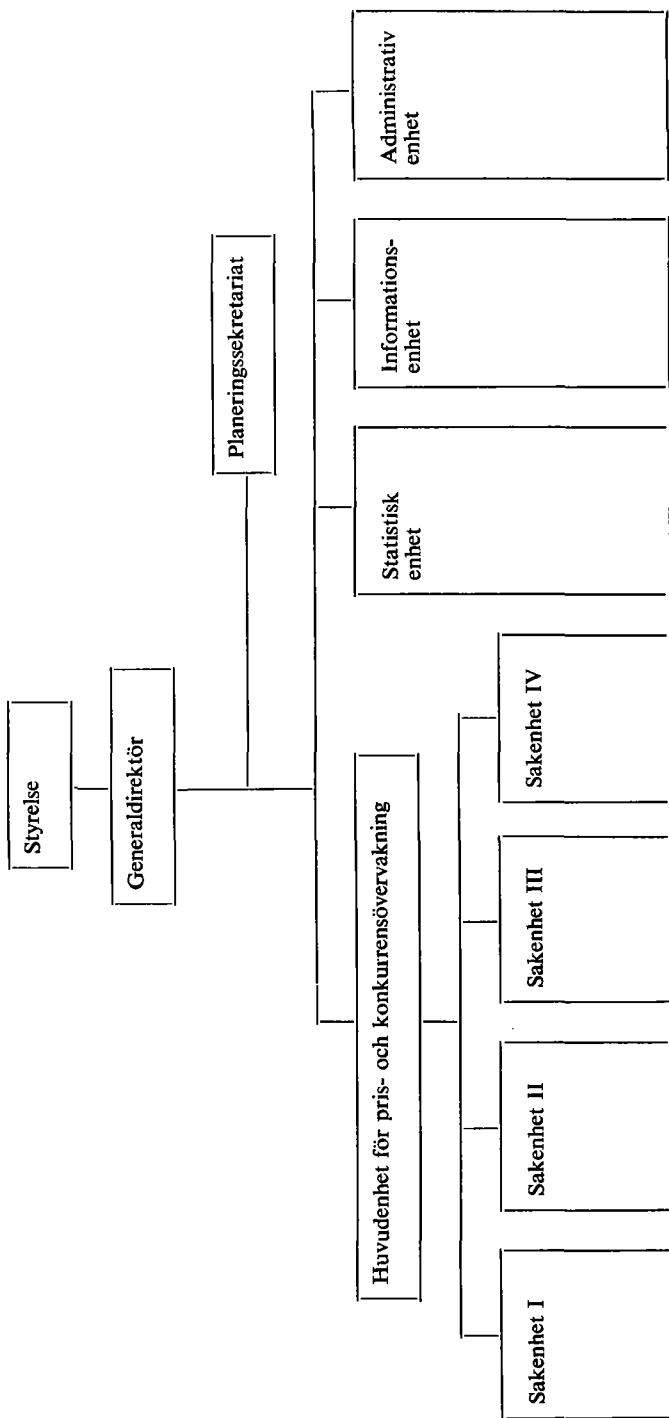 Styrelse
Generaldirektör
Planeringssekretariat
Huvudenhet för pris- och konkurrensövervakning
Statistisk
enhet
Informations-
enhet
Administrativ
enhet
Sakenhet I
Sakenhet II
Sakenhet III
Sakenhet IV